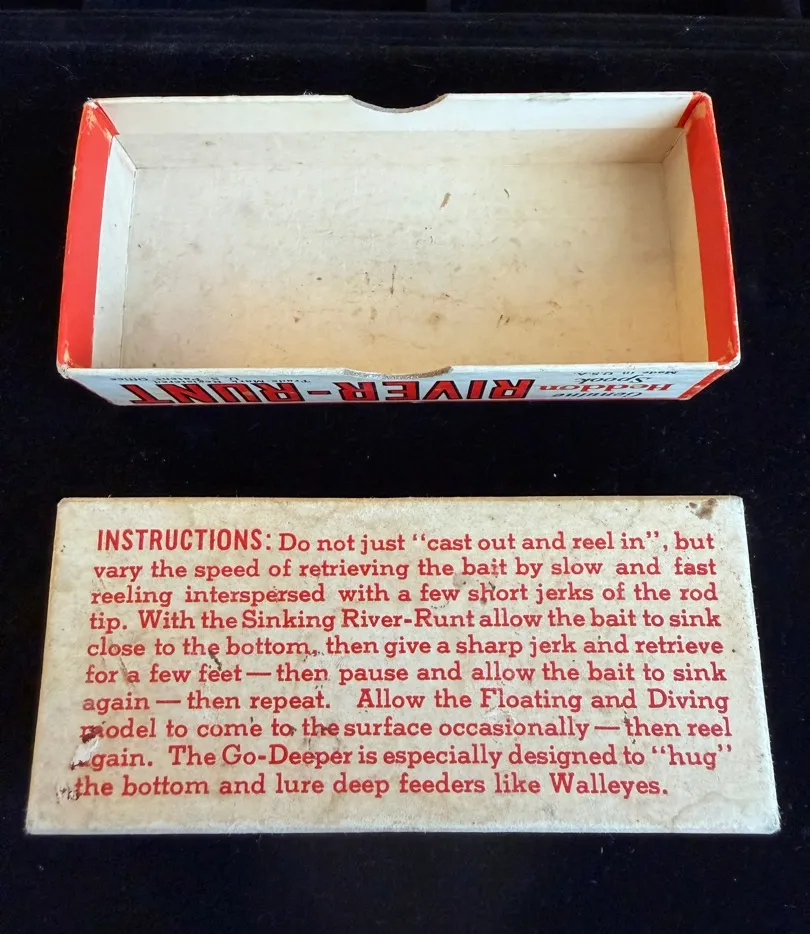 Genuine
Heddon
Spook
Made in U.S.A.
RIVER-RUNT
Trade Mark Registered
U.S. Patent Office
INSTRUCTIONS: Do not just “cast out and reel in”, but
vary the speed of retrieving the bait by slow and fast
reeling interspersed with a few short jerks of the rod
tip. With the Sinking River-Runt allow the bait to sink
close to the bottom, then give a sharp jerk and retrieve
for a few feet — then pause and allow the bait to sink
again — then repeat. Allow the Floating and Diving
model to come to the surface occasionally — then reel
again. The Go-Deeper is especially designed to “hug”
the bottom and lure deep feeders like Walleyes.